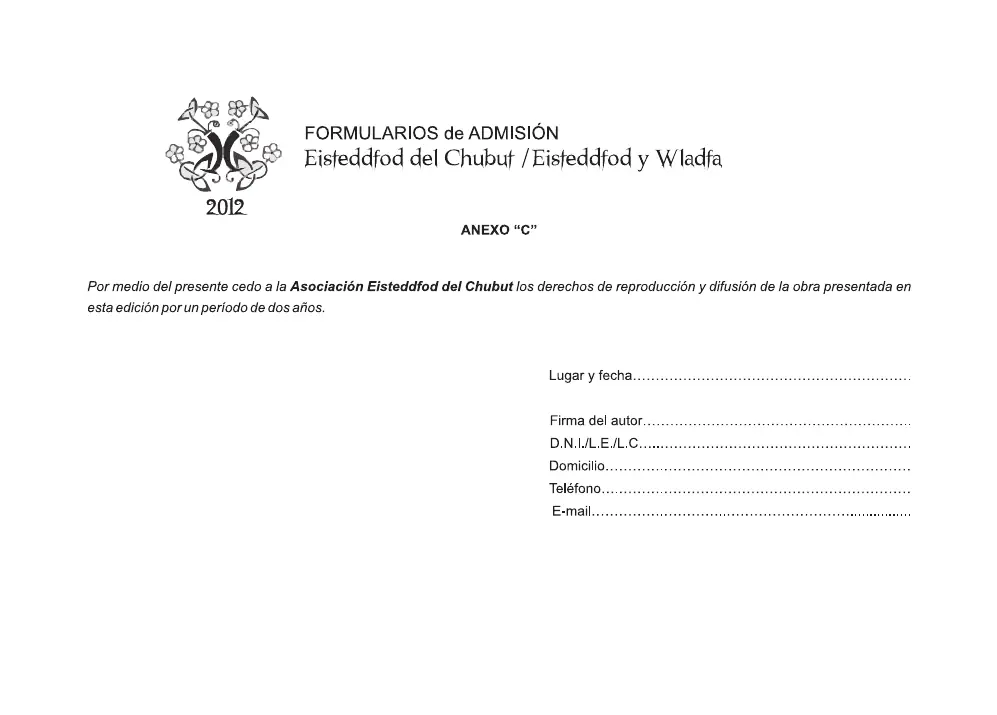 FORMULARIOS de ADMISIÓN
Eisteddfod del Chubut /Eisteddfod y Wladfa
2012
ANEXO “C”
Por medio del presente cedo a la Asociación Eisteddfod del Chubut los derechos de reproducción y difusión de la obra presentada en
esta edición por un período de dos años.
Lugar y fecha..............................................................
Firma del autor............................................................
D.N.I./L.E./L.C.............................................................
Domicilio....................................................................
Teléfono.....................................................................
E-mail.......................................................................